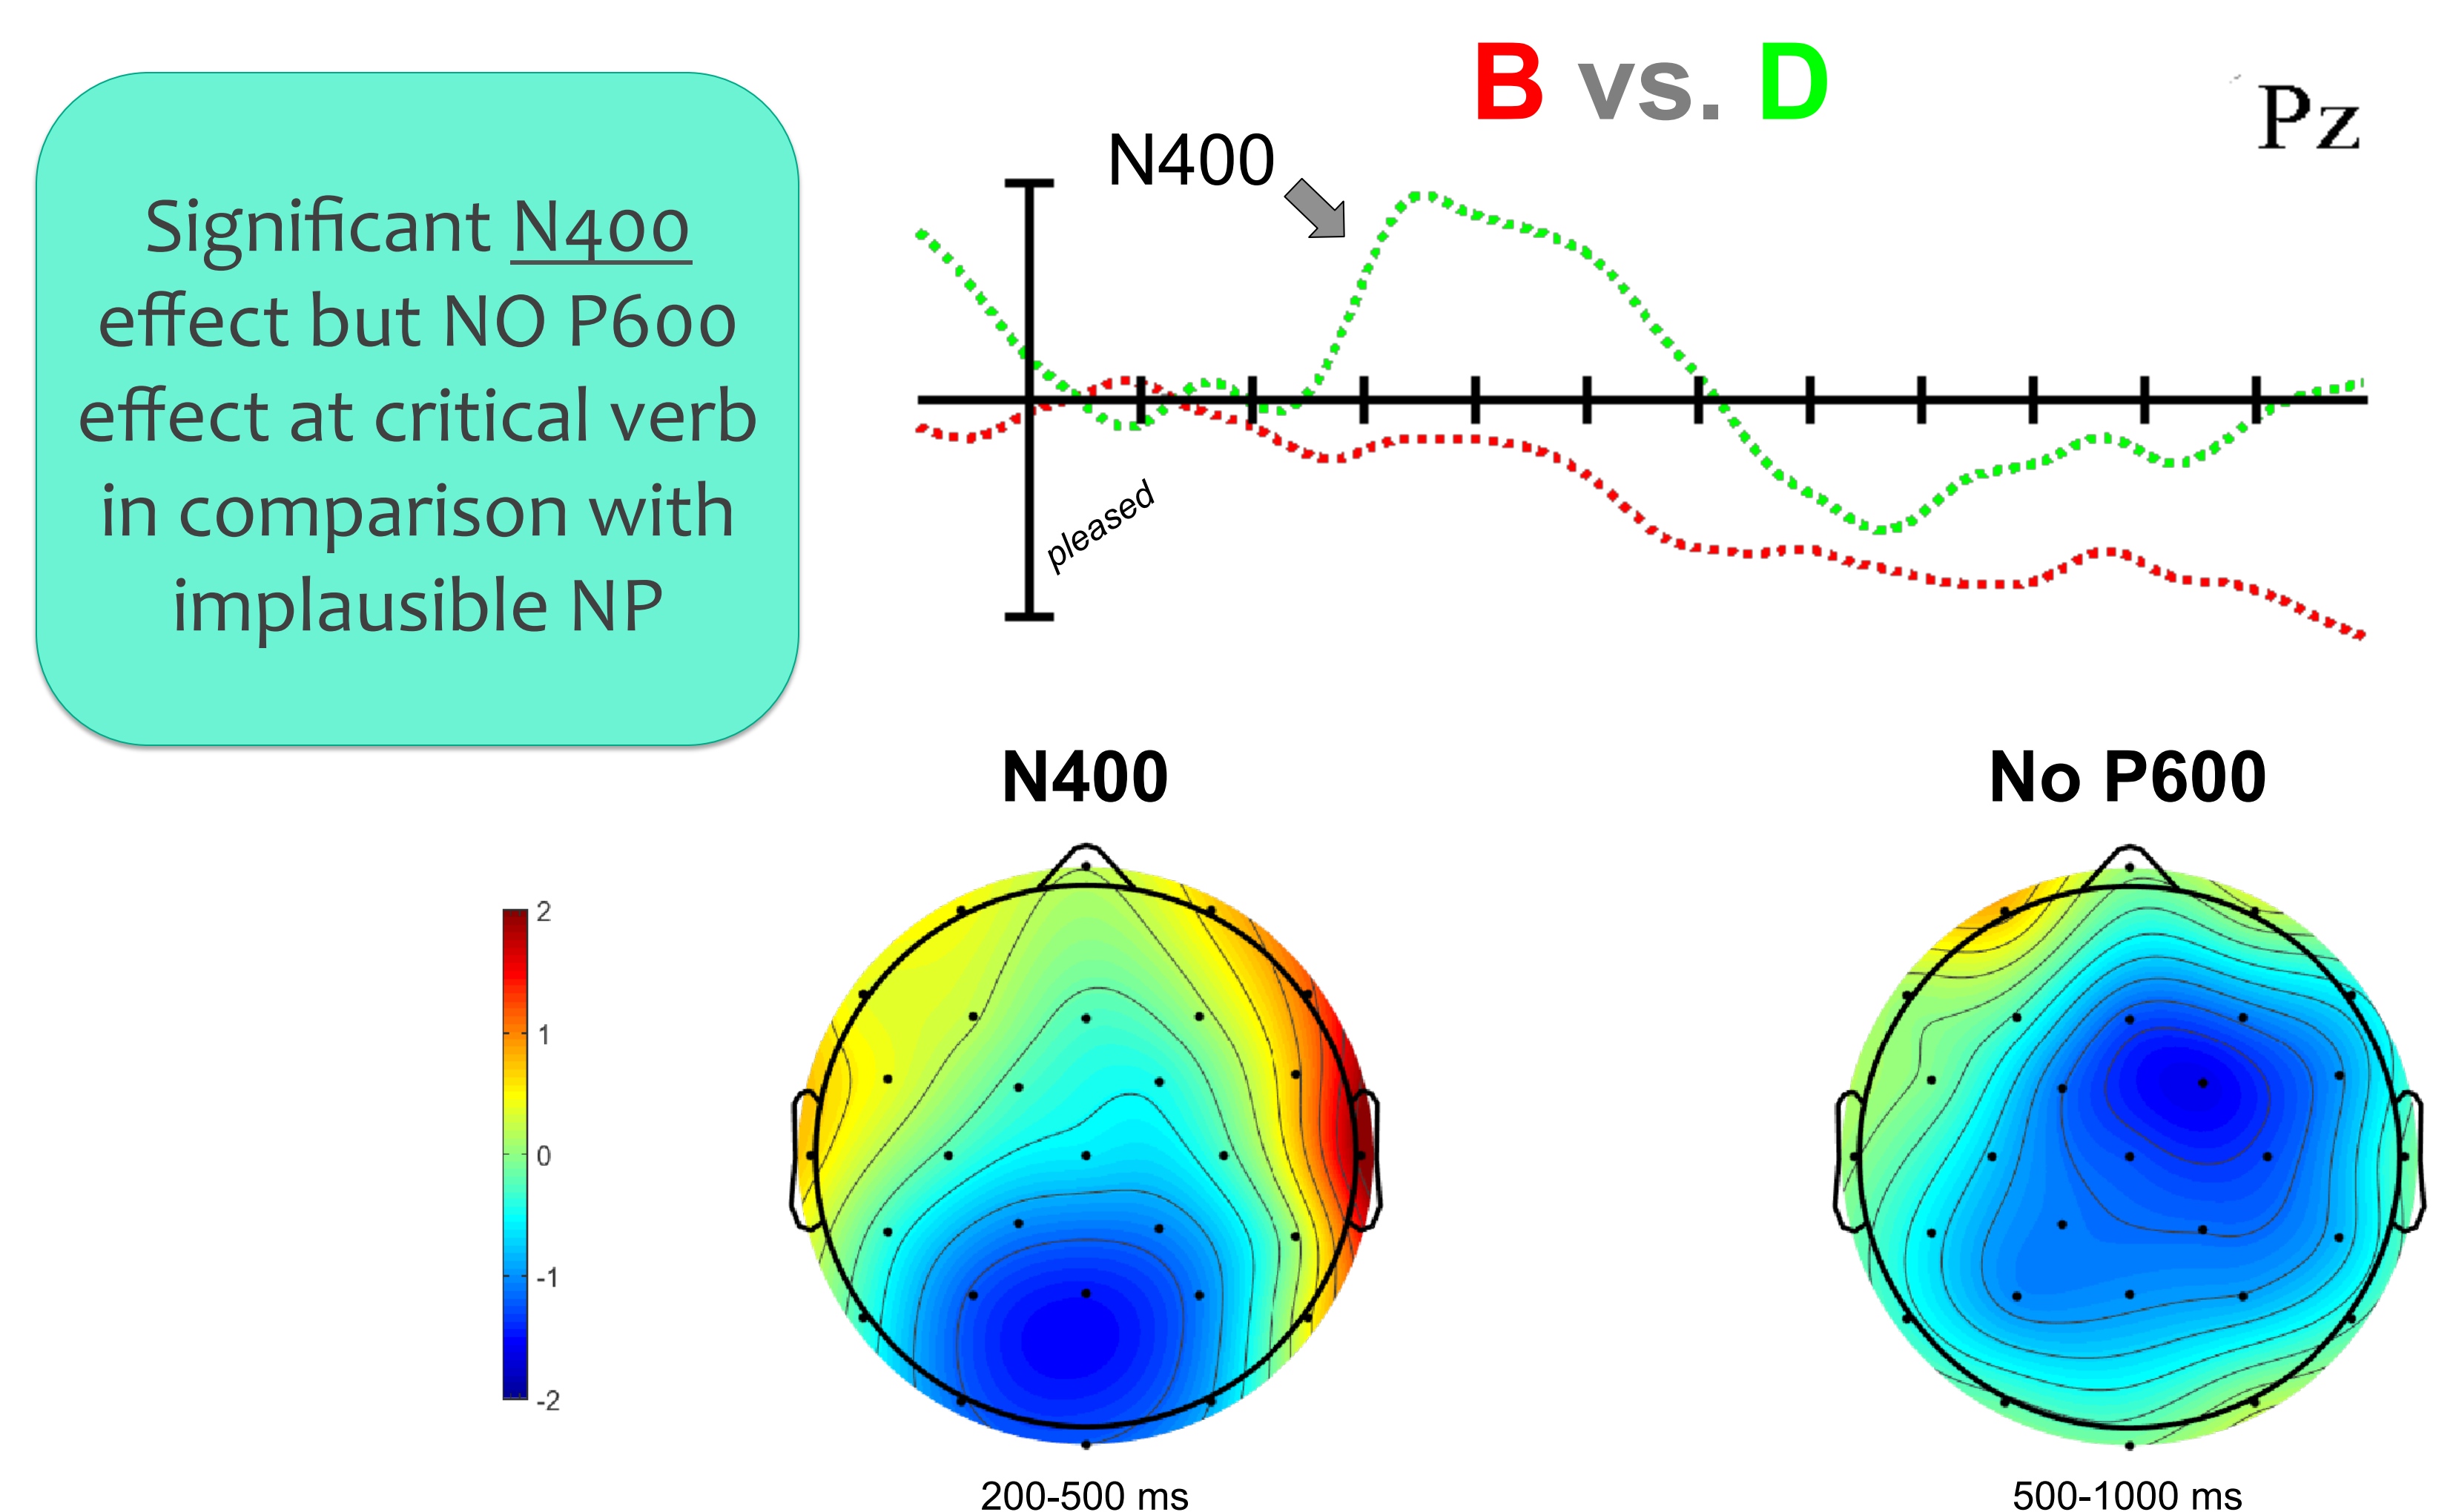 Significant N400
effect but NO P600
effect at critical verb
in comparison with
implausible NP
B vs. D
Pz
N400
pleased
N400
No P600
2
1
0
-1
-2
200-500 ms
500-1000 ms